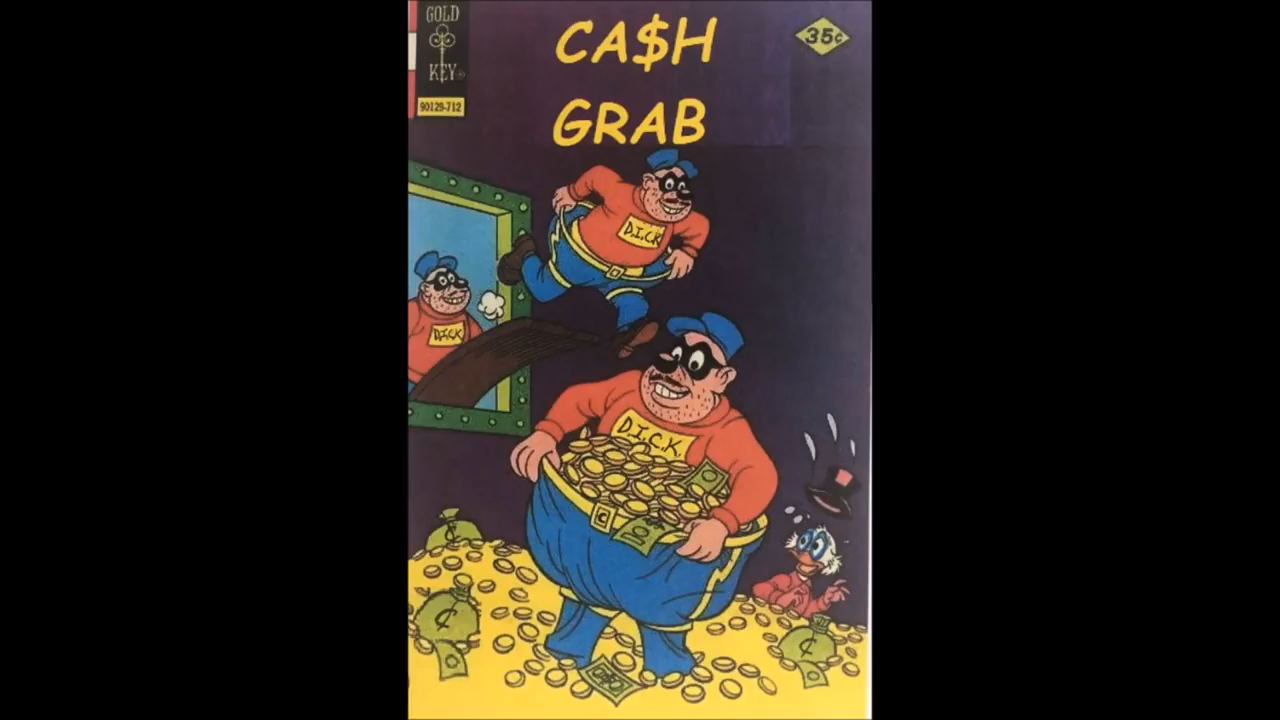 GOLD
KEY
90129-712
CA$H
GRAB
35¢
D.I.C.K
D.I.C.K
D.I.C.K.
C
¢
¢
¢